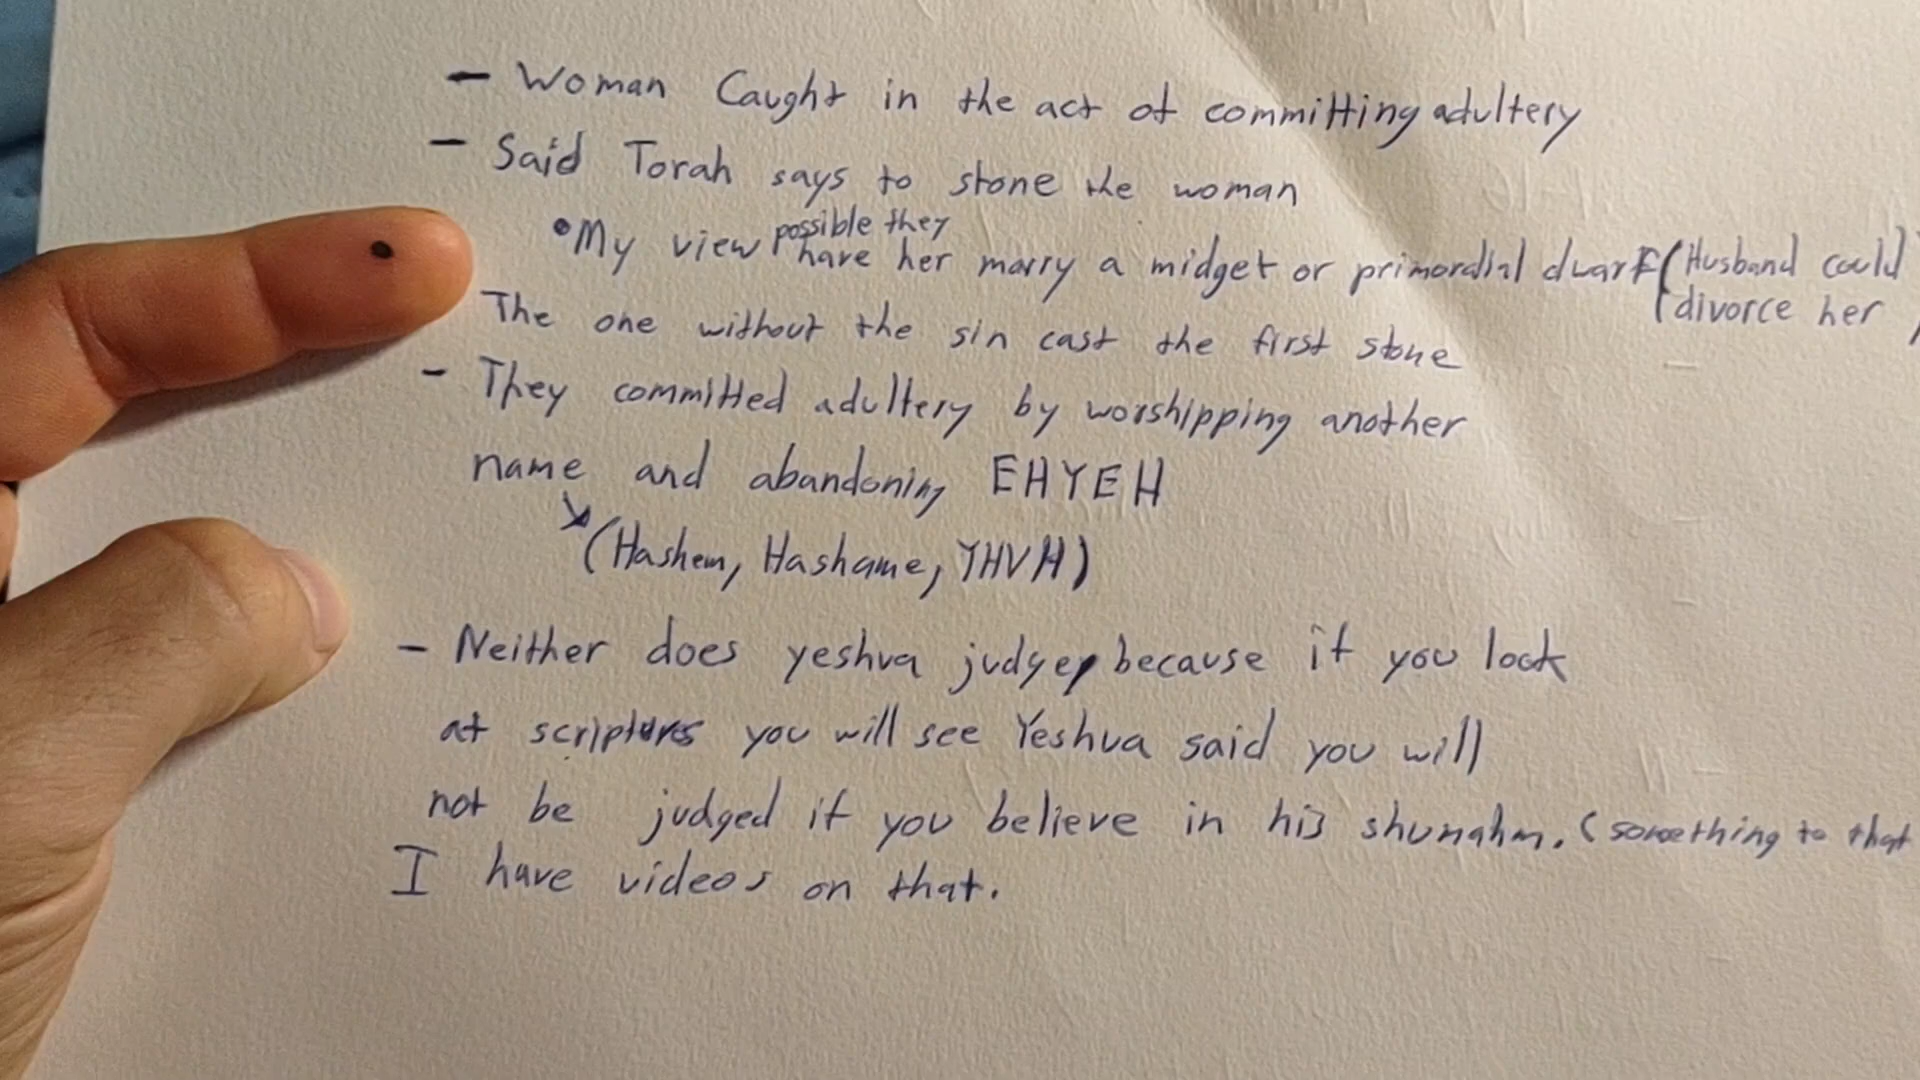 - Woman Caught in the act of committing adultery
- Said Torah says to stone the woman
•My view possible they have her marry a midget or primordial dwarf (Husband could divorce her
The one without the sin cast the first stone
- They committed adultery by worshipping another
name and abandoning EHYEH
(Hashem, Hashame, YHVH)
- Neither does yeshua judge, because if you look
at scriptures you will see Yeshua said you will
not be judged if you believe in his shunahm. (something to that
I have videos on that.